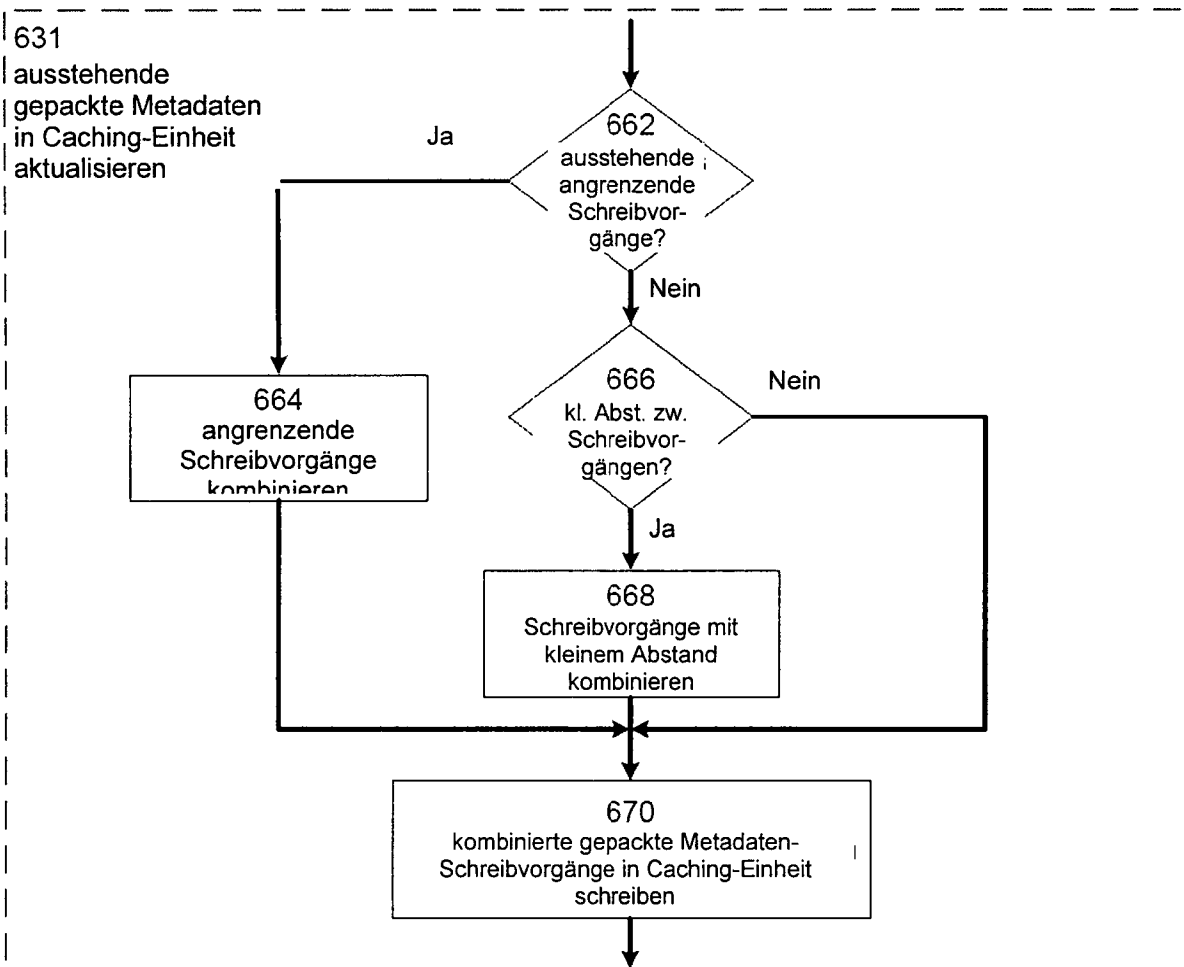 631
ausstehende
gepackte Metadaten
in Caching-Einheit
aktualisieren
Ja
662
ausstehende
angrenzende
Schreibvor-
gänge?
Nein
664
angrenzende
Schreibvorgänge
kombinieren
666
kl. Abst. zw.
Schreibvor-
gängen?
Nein
Ja
668
Schreibvorgänge mit
kleinem Abstand
kombinieren
670
kombinierte gepackte Metadaten-
Schreibvorgänge in Caching-Einheit
schreiben